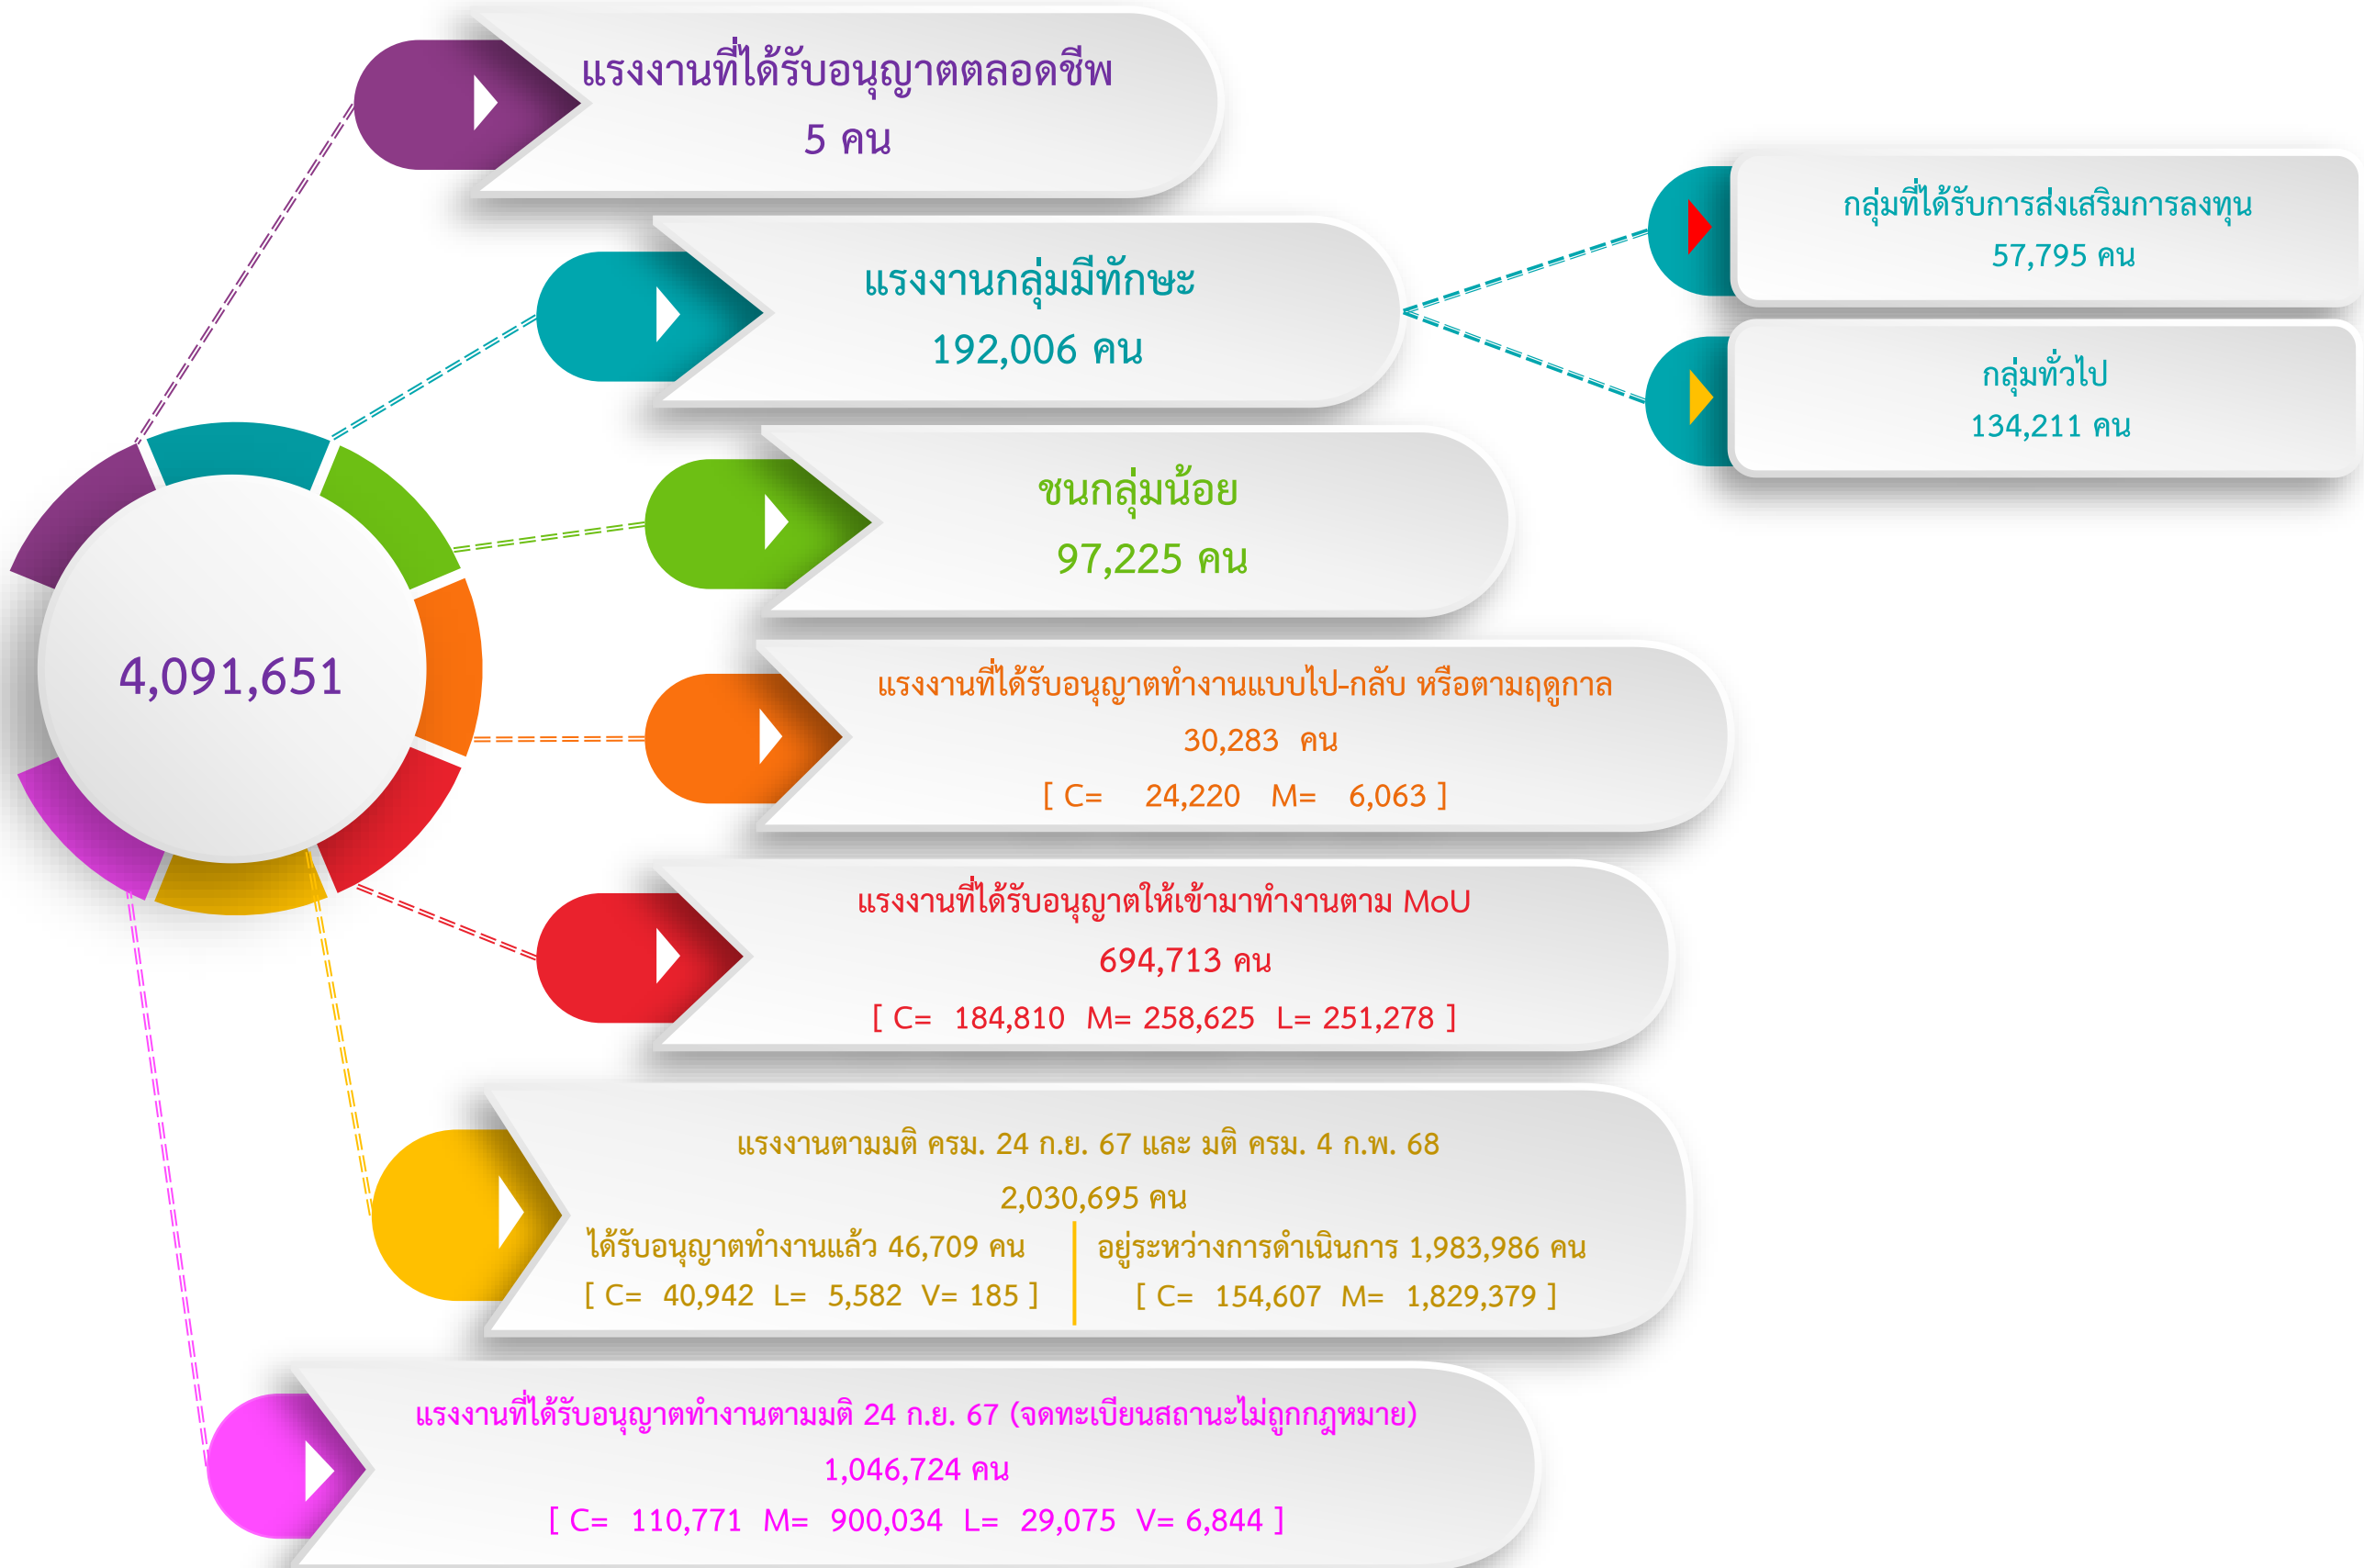 แรงงานที่ได้รับอนุญาตตลอดชีพ
5 คน
แรงงานกลุ่มมีทักษะ
192,006 คน
กลุ่มที่ได้รับการส่งเสริมการลงทุน
57,795 คน
กลุ่มทั่วไป
134,211 คน
ชนกลุ่มน้อย
97,225 คน
4,091,651
แรงงานที่ได้รับอนุญาตทำงานแบบไป-กลับ หรือตามฤดูกาล
30,283 คน
[ C= 24,220 M= 6,063 ]
แรงงานที่ได้รับอนุญาตให้เข้ามาทำงานตาม MoU
694,713 คน
[ C= 184,810 M= 258,625 L= 251,278 ]
แรงงานตามมติ ครม. 24 ก.ย. 67 และ มติ ครม. 4 ก.พ. 68
2,030,695 คน
ได้รับอนุญาตทำงานแล้ว 46,709 คน
[ C= 40,942 L= 5,582 V= 185 ]
อยู่ระหว่างการดำเนินการ 1,983,986 คน
[ C= 154,607 M= 1,829,379 ]
แรงงานที่ได้รับอนุญาตทำงานตามมติ 24 ก.ย. 67 (จดทะเบียนสถานะไม่ถูกกฎหมาย)
1,046,724 คน
[ C= 110,771 M= 900,034 L= 29,075 V= 6,844 ]